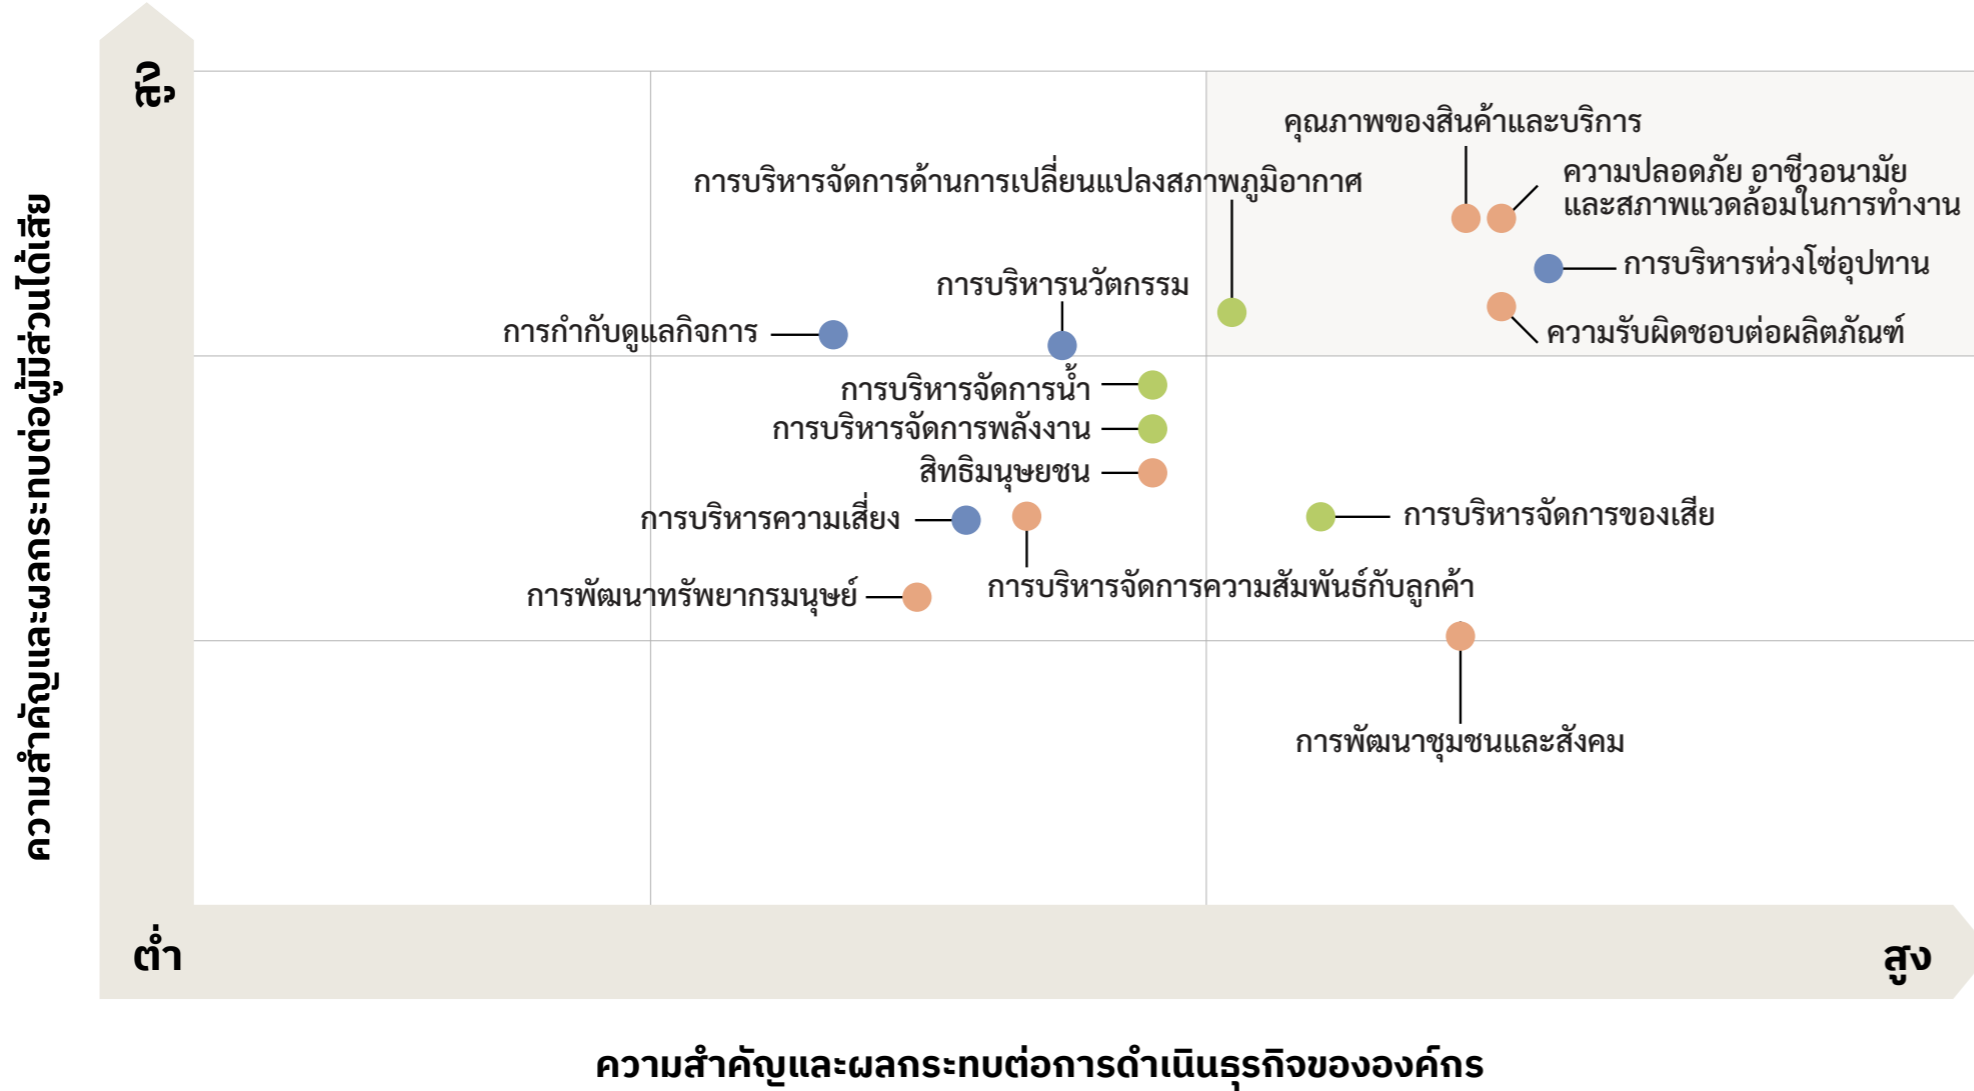 สูง
ความสำคัญและผลกระทบต่อผู้มีส่วนได้เสีย
คุณภาพของสินค้าและบริการ
การบริหารจัดการด้านการเปลี่ยนแปลงสภาพภูมิอากาศ
ความปลอดภัย อาชีวอนามัย
และสภาพแวดล้อมในการทำงาน
การบริหารห่วงโซ่อุปทาน
การบริหารนวัตกรรม
การกำกับดูแลกิจการ
ความรับผิดชอบต่อผลิตภัณฑ์
การบริหารจัดการน้ำ
การบริหารจัดการพลังงาน
สิทธิมนุษยชน
การบริหารความเสี่ยง
การบริหารจัดการของเสีย
การบริหารจัดการความสัมพันธ์กับลูกค้า
การพัฒนาทรัพยากรมนุษย์
การพัฒนาชุมชนและสังคม
ต่ำ
สูง
ความสำคัญและผลกระทบต่อการดำเนินธุรกิจขององค์กร